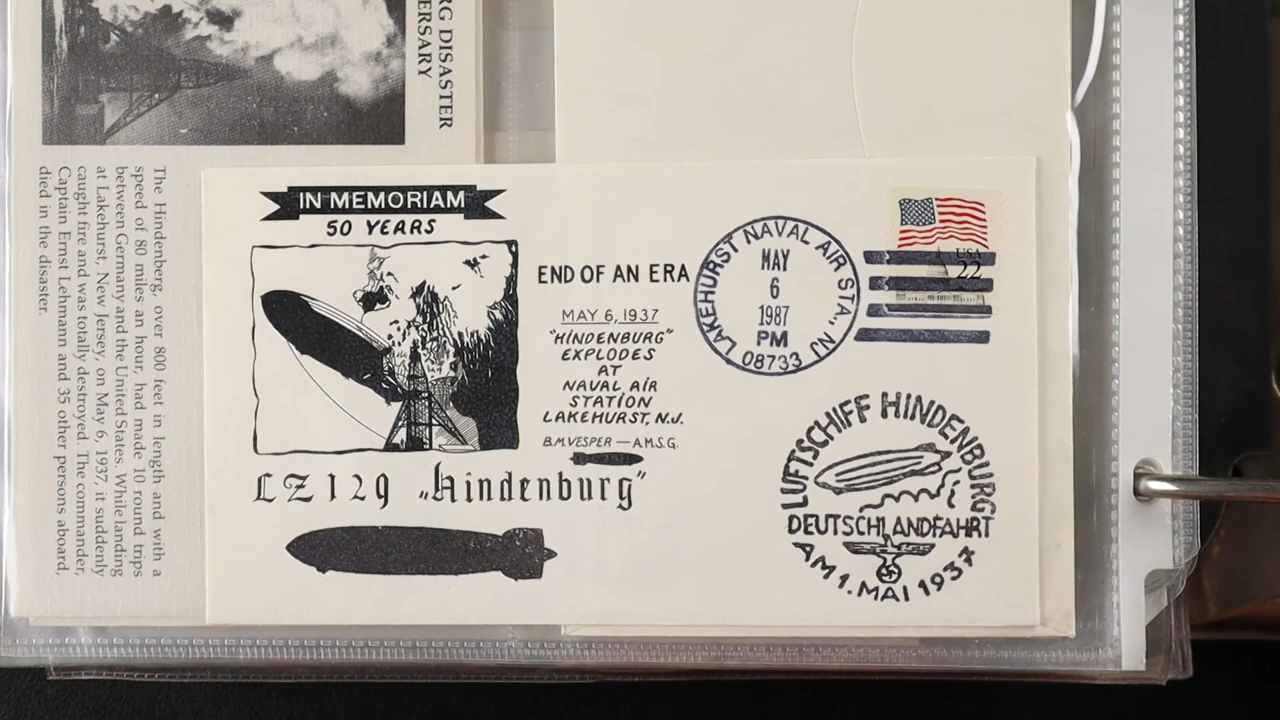 RG DISASTER
ERSARY
The Hindenberg, over 800 feet in length and with a
speed of 80 miles an hour, had made 10 round trips
between Germany and the United States. While landing
at Lakehurst, New Jersey, on May 6, 1937, it suddenly
caught fire and was totally destroyed. The commander,
Captain Ernst Lehmann and 35 other persons aboard,
died in the disaster.
IN MEMORIAM
50 YEARS
END OF AN ERA
MAY 6, 1937
"HINDENBURG"
EXPLODES
AT
NAVAL AIR
STATION
LAKEHURST, N.J.
B.M.VESPER — A.M.S.G.
LZ 129 „Hindenburg"
LAKEHURST NAVAL AIR STA., NJ
MAY
6
1987
PM
08733
USA
22
LUFTSCHIFF HINDENBURG
DEUTSCHLANDFAHRT
AM 1. MAI 1937